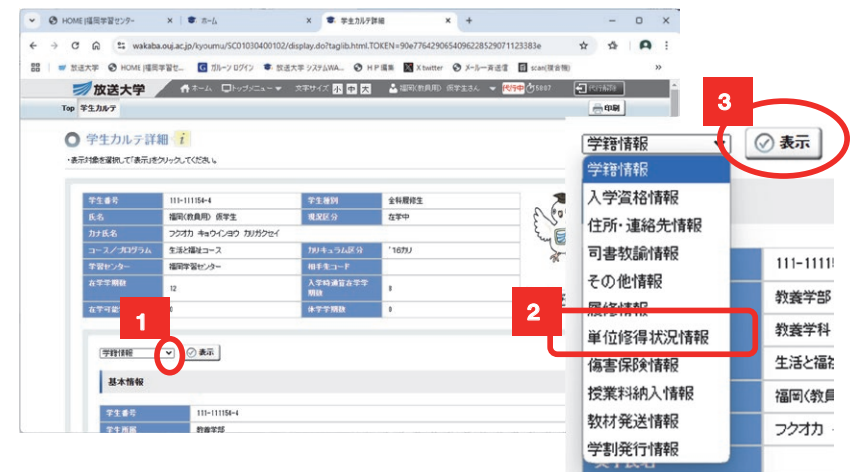 HOME |福岡学習センター
ホーム
学生カルテ詳細
wakaba.ouj.ac.jp/kyoumu/SC01030400102/display.do?taglib.html.TOKEN=90e77642906540962285290711​23383e
放送大学
HOME |福岡学習セ...
ガルーンログイン
放送大学 システムWA...
HP編集
X twitter
メール一斉送信
scan(複合機)
放送大学
ホーム
トップメニュー
文字サイズ 小 中 大
福岡(教員用) 仮学生さん
代行中
5007
代行解除
Top 学生カルテ
印刷
3
学生カルテ詳細 i
・表示対象を選択して「表示」をクリックしてください。
学生番号 111-111154-4 学生種別 全科履修生
氏名 福岡(教員用) 仮学生 現況区分 在学中
カナ氏名 フクオカ キョウインヨウ カリガクセイ
コース/プログラム 生活と福祉コース カリキュラム区分 '16カリ
学習センター 福岡学習センター 相手先コード
在学学期数 12 入学時通算在学学期数 0
休学学期数 0
1
学籍情報 表示
基本情報
学生番号 111-111154-4
教養学部
学籍情報 表示
学籍情報
入学資格情報
住所・連絡先情報
司書教諭情報
その他情報
履修情報
2
単位修得状況情報
傷害保険情報
授業料納入情報
教材発送情報
学割発行情報
111-1111
教養学部
教養学科
生活と福祉
福岡(教員
フクオカ